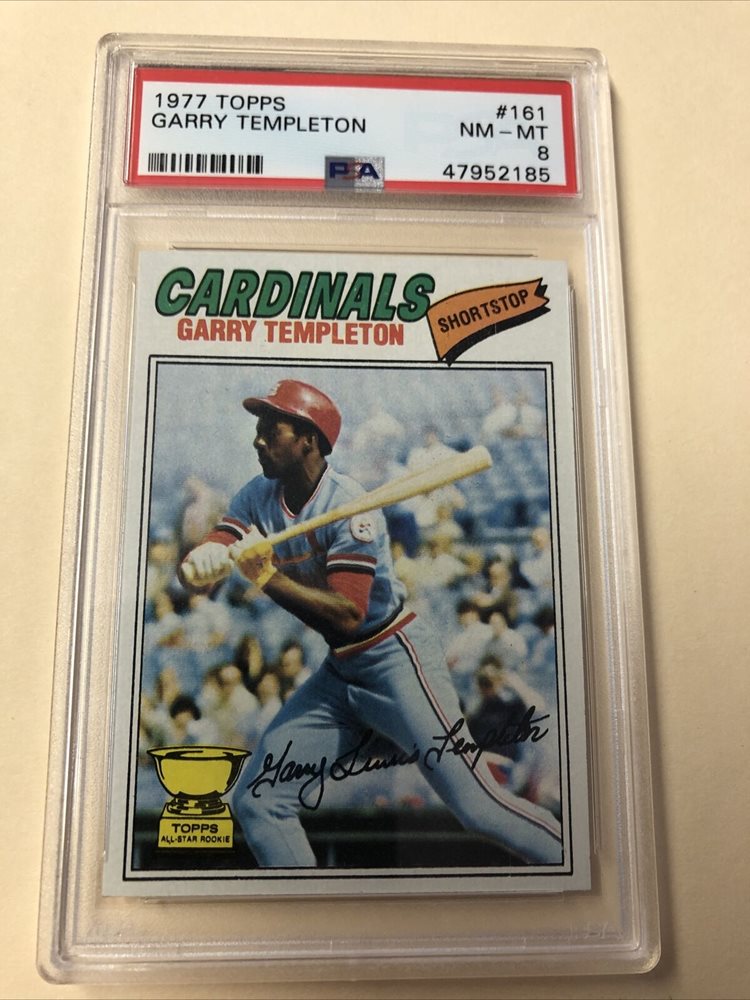 1977 TOPPS #161
GARRY TEMPLETON NM-MT
8
PSA 47952185
CARDINALS
GARRY TEMPLETON
SHORTSTOP
Garry Lewis Templeton
TOPPS
ALL-STAR ROOKIE